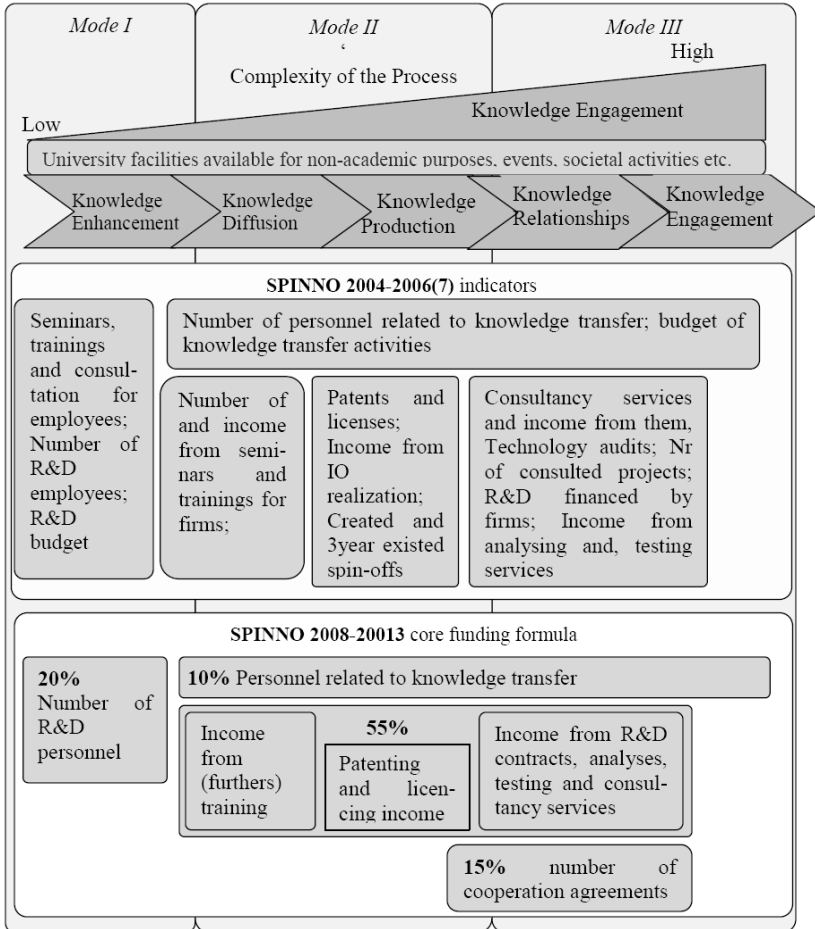 Mode I
Mode II
Mode III
‘
High
Complexity of the Process
Knowledge Engagement
Low
University facilities available for non-academic purposes, events, societal activities etc.
Knowledge
Enhancement
Knowledge
Diffusion
Knowledge
Production
Knowledge
Relationships
Knowledge
Engagement
SPINNO 2004-2006(7) indicators
Seminars,
trainings
and consul-
tation for
employees;
Number of
R&D
employees;
R&D
budget
Number of personnel related to knowledge transfer; budget of
knowledge transfer activities
Number of
and income
from semi-
nars and
trainings for
firms;
Patents and
licenses;
Income from
IO
realization;
Created and
3year existed
spin-offs
Consultancy services
and income from them,
Technology audits; Nr
of consulted projects;
R&D financed by
firms; Income from
analysing and, testing
services
SPINNO 2008-20013 core funding formula
20%
Number of
R&D
personnel
10% Personnel related to knowledge transfer
55%
Income
from
(furthers)
training
Patenting
and licen-
cing income
Income from R&D
contracts, analyses,
testing and consul-
tancy services
15% number of
cooperation agreements